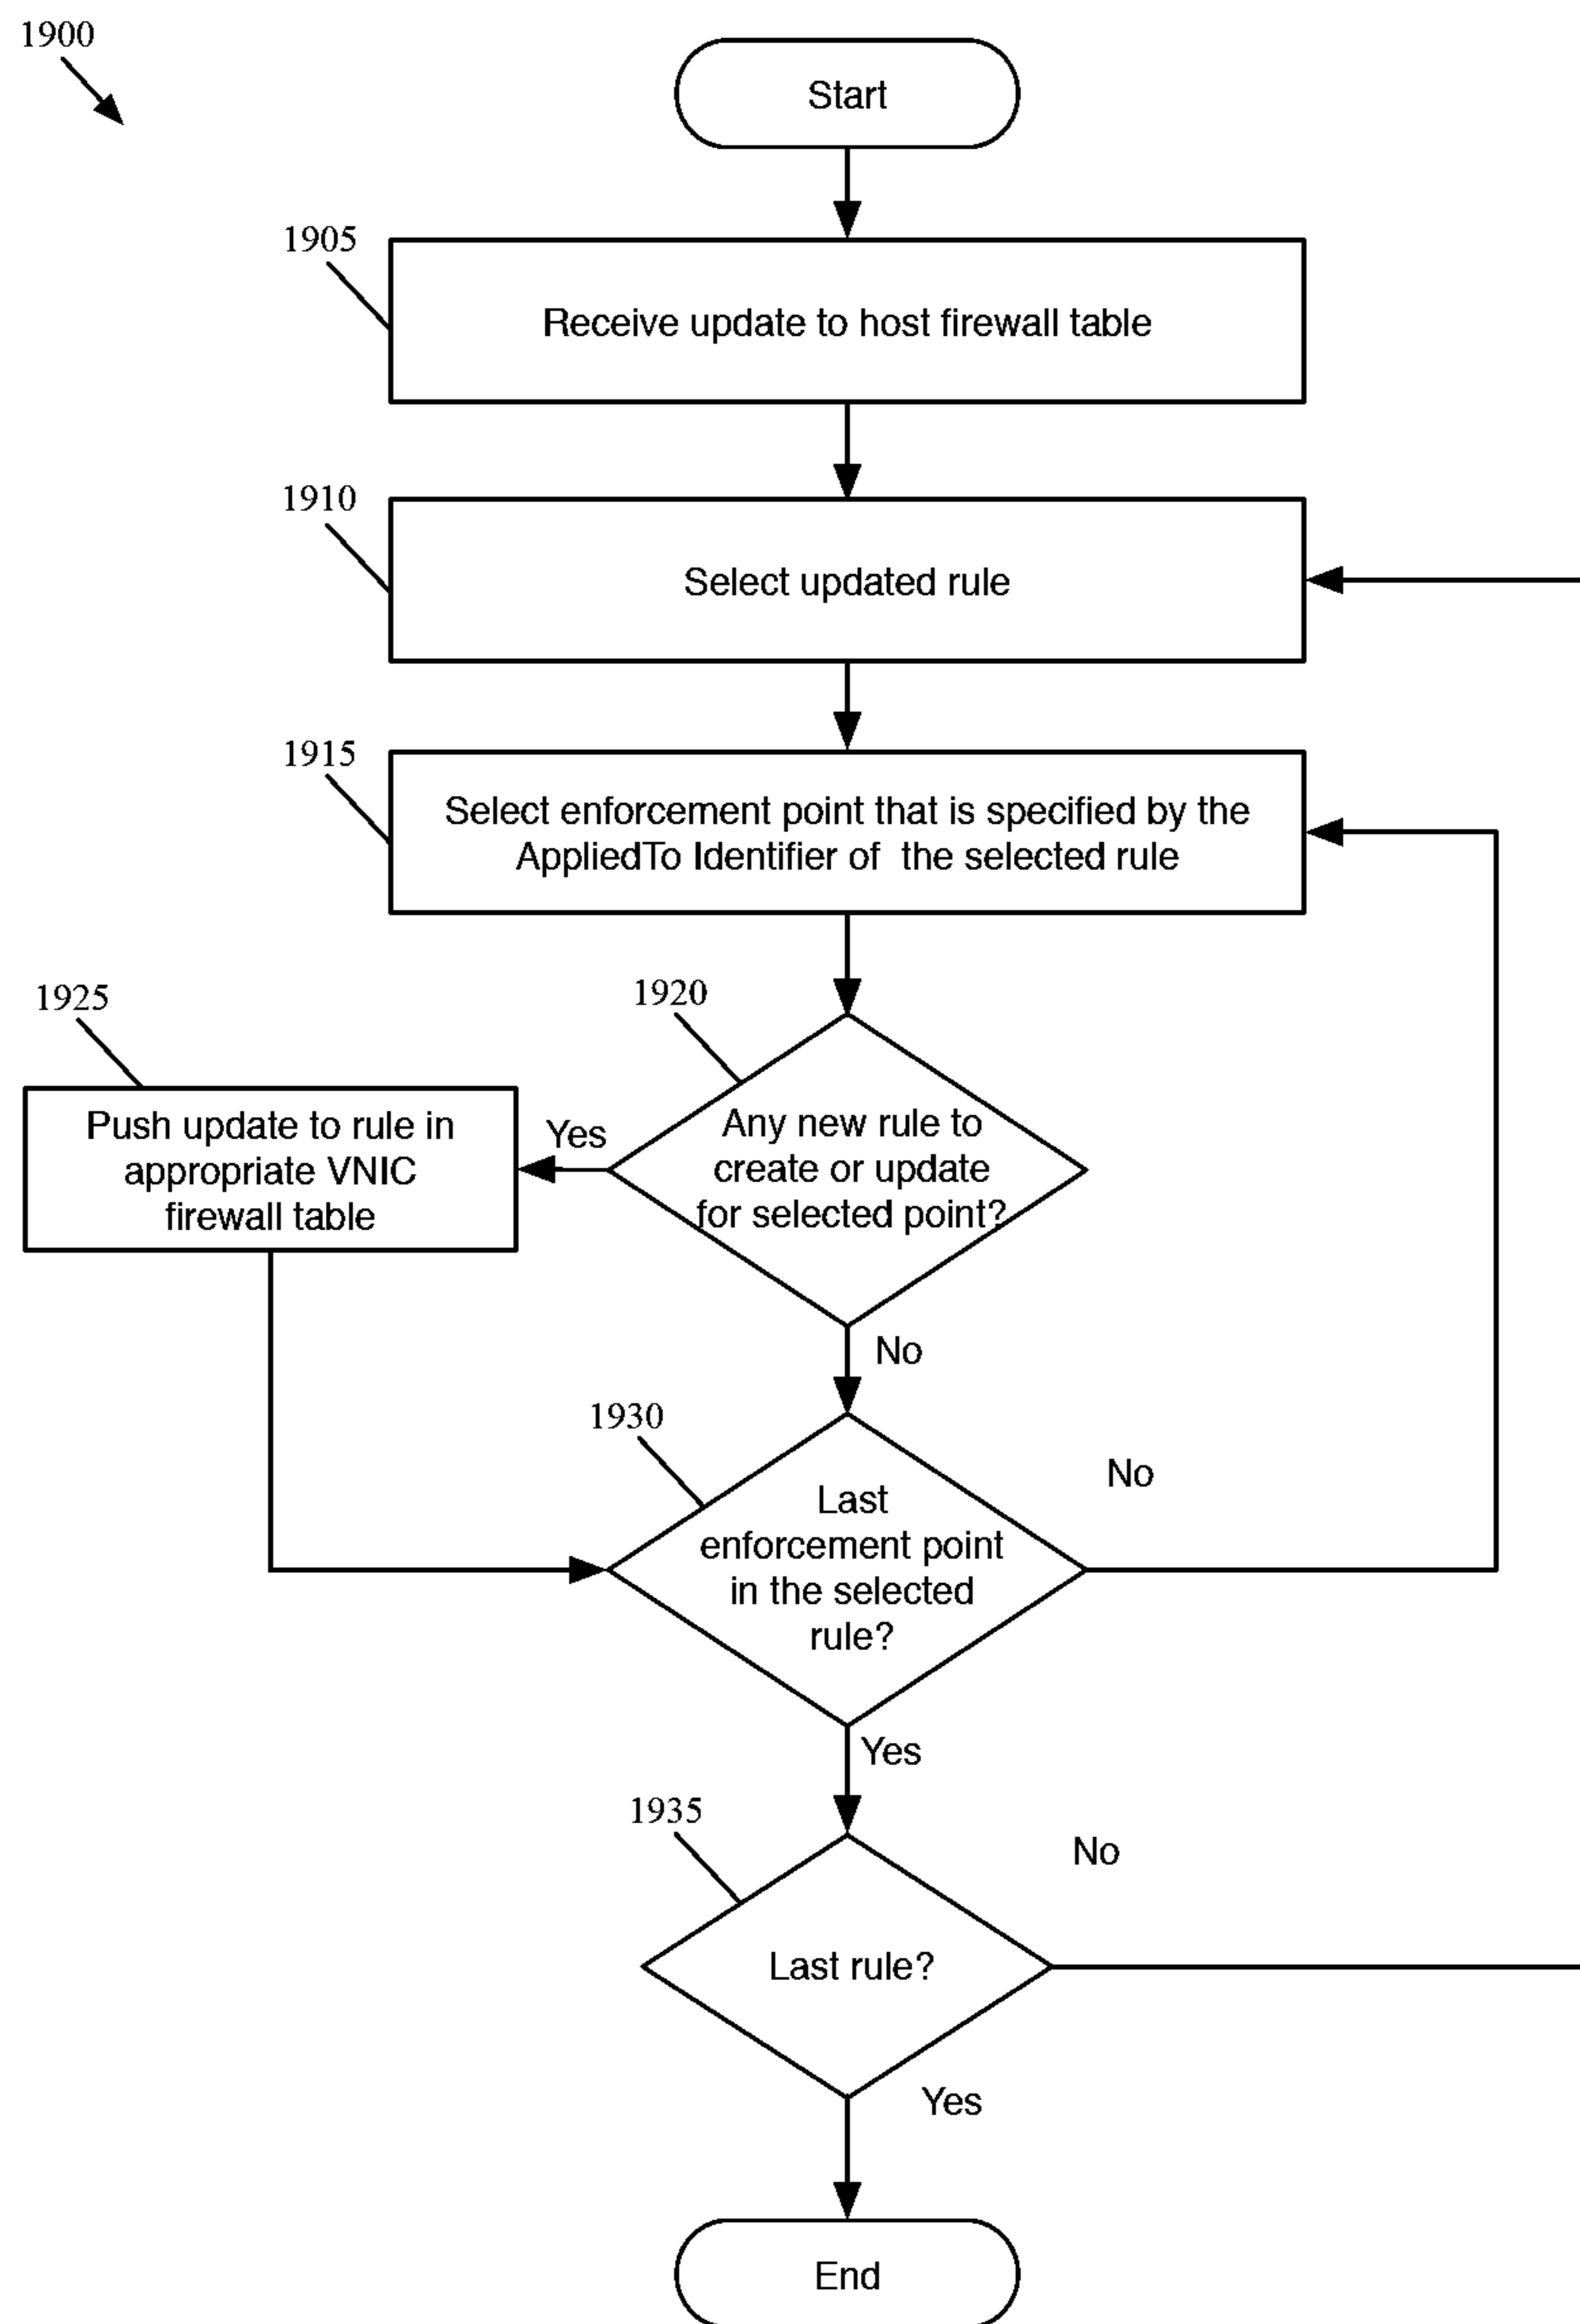 1900
Start
1905
Receive update to host firewall table
1910
Select updated rule
1915
Select enforcement point that is specified by the
AppliedTo Identifier of the selected rule
1920
1925
Any new rule to
create or update
for selected point?
Yes
Push update to rule in
appropriate VNIC
firewall table
No
1930
Last
enforcement point
in the selected
rule?
No
Yes
1935
Last rule?
No
Yes
End